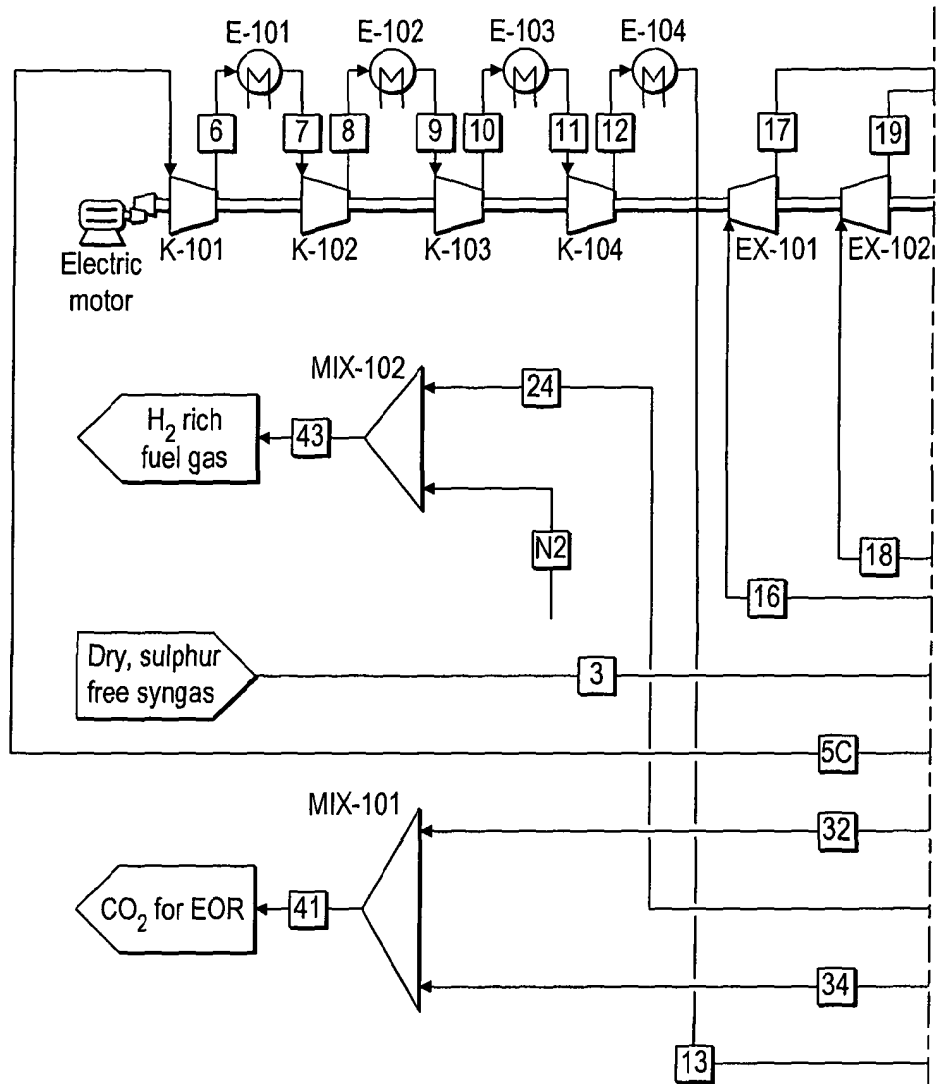 E-101 E-102 E-103 E-104
M M M M
6 7 8 9 10 11 12 17 19
K-101 K-102 K-103 K-104 EX-101 EX-102
Electric
motor
MIX-102
24
H2 rich
fuel gas
43
N2
18
16
Dry, sulphur
free syngas
3
5C
MIX-101
32
CO2 for EOR
41
34
13